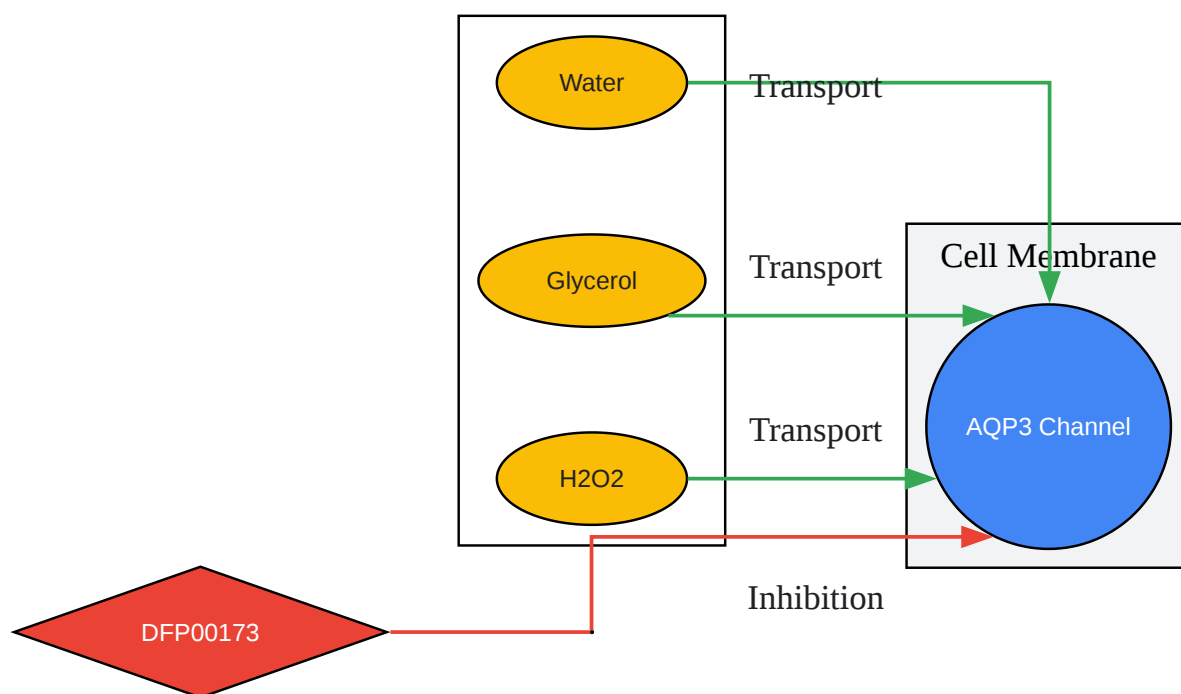 Water
Transport
Cell Membrane
Glycerol
Transport
AQP3 Channel
Transport
H2O2
Inhibition
DFP00173